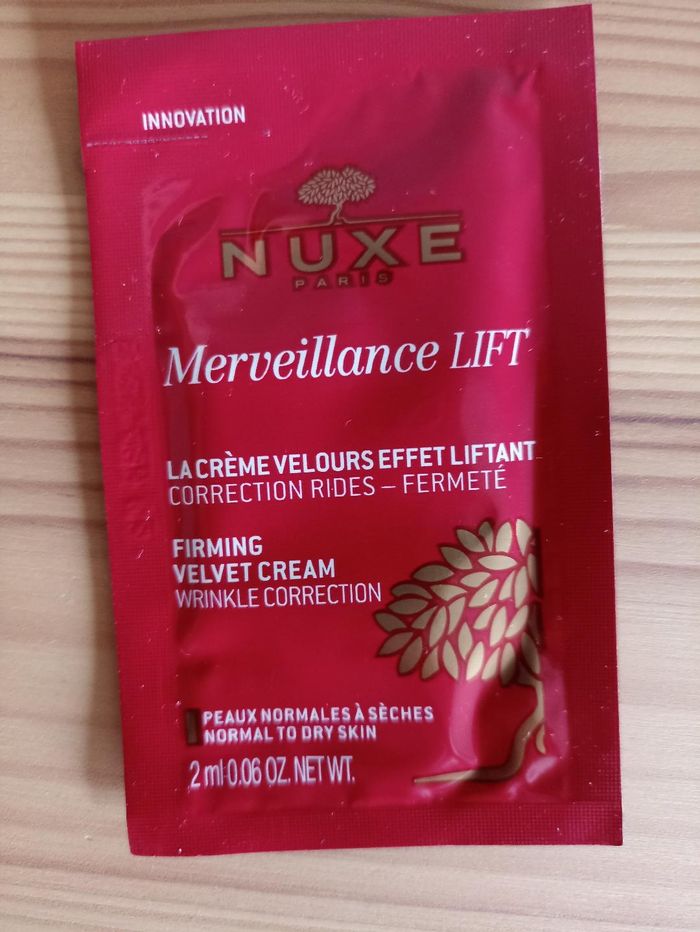 INNOVATION
NUXE
PARIS
Merveillance LIFT
LA CRÈME VELOURS EFFET LIFTANT
CORRECTION RIDES – FERMETÉ
FIRMING
VELVET CREAM
WRINKLE CORRECTION
PEAUX NORMALES À SÈCHES
NORMAL TO DRY SKIN
2 ml 0.06 OZ. NET WT.